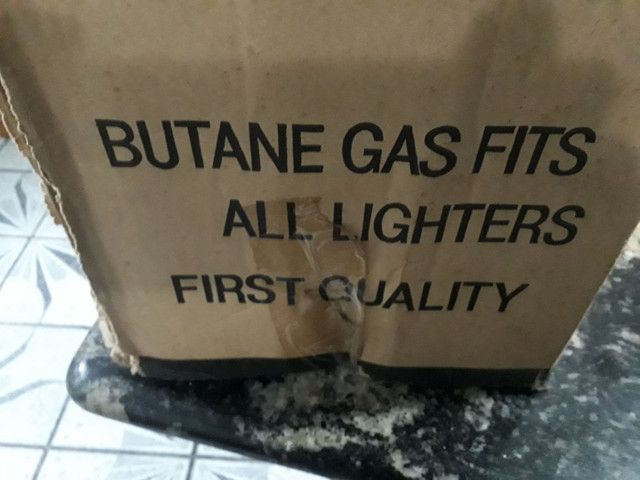 BUTANE GAS FITS
ALL LIGHTERS
FIRST QUALITY